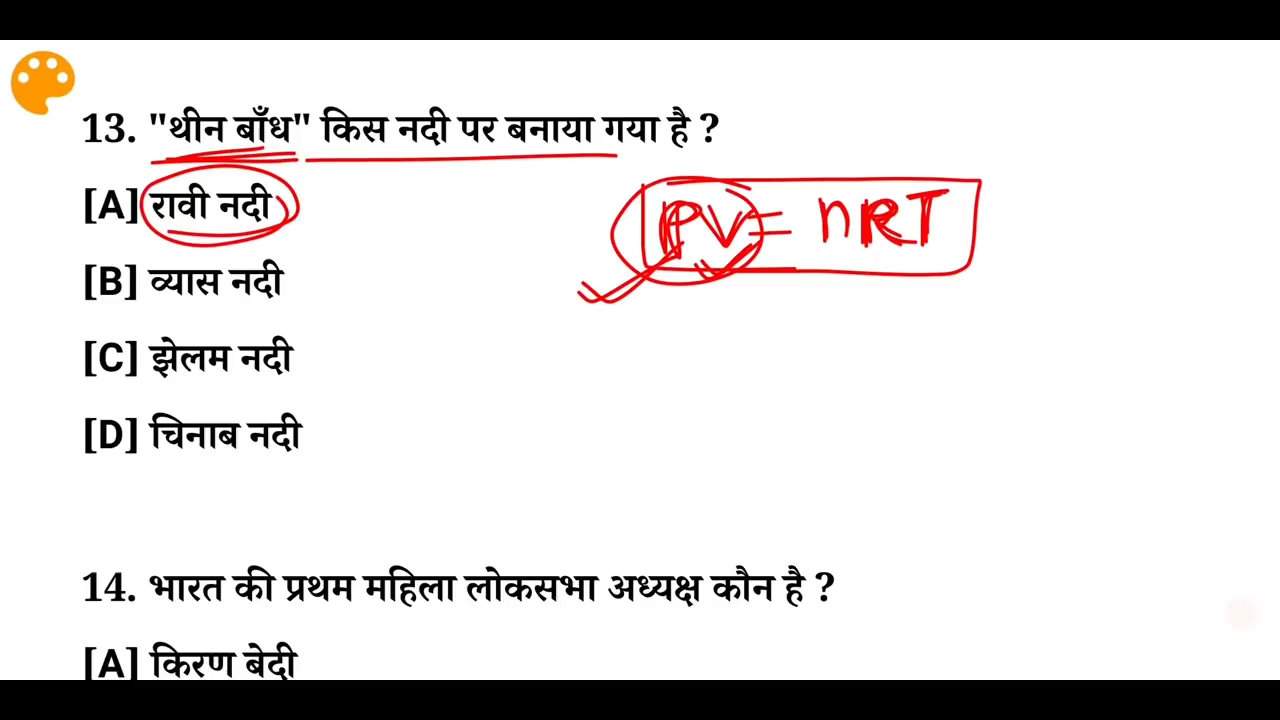 13. "थीन बाँध" किस नदी पर बनाया गया है ?
[A] रावी नदी
PV = nRT
[B] व्यास नदी
[C] झेलम नदी
[D] चिनाब नदी
14. भारत की प्रथम महिला लोकसभा अध्यक्ष कौन है ?
[A] किरण बेदी